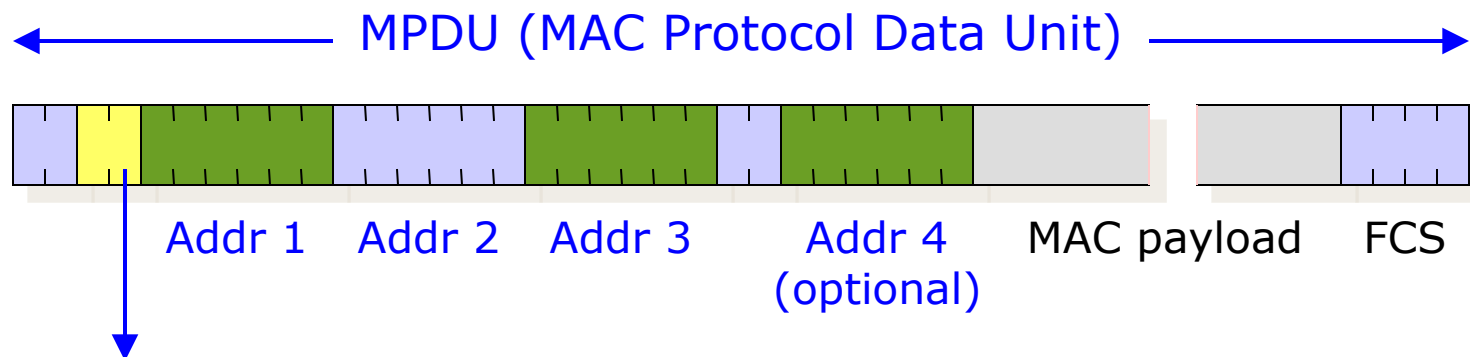 MPDU (MAC Protocol Data Unit)
Addr 1 Addr 2 Addr 3 Addr 4 MAC payload FCS
(optional)